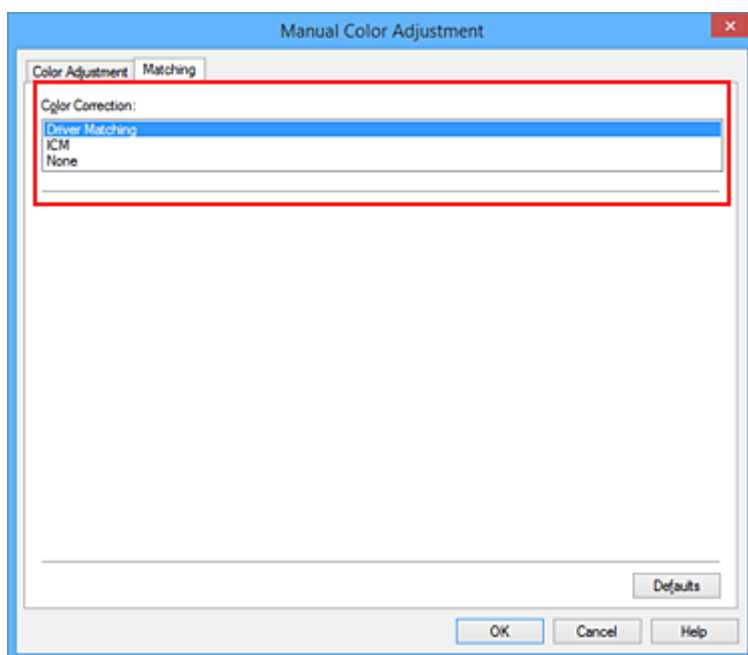 Manual Color Adjustment
Color Adjustment Matching
Color Correction:
Driver Matching
ICM
None
Defaults
OK Cancel Help